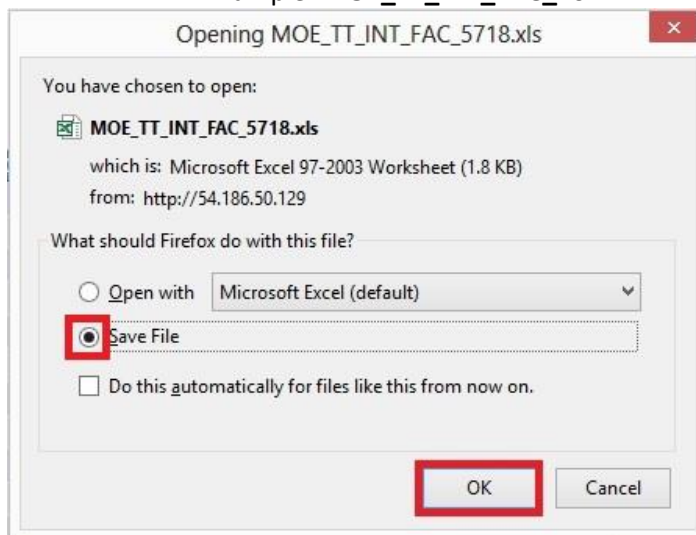 Opening MOE_TT_INT_FAC_5718.xls
You have chosen to open:
MOE_TT_INT_FAC_5718.xls
which is: Microsoft Excel 97-2003 Worksheet (1.8 KB)
from: http://54.186.50.129
What should Firefox do with this file?
Open with Microsoft Excel (default)
Save File
Do this automatically for files like this from now on.
OK Cancel